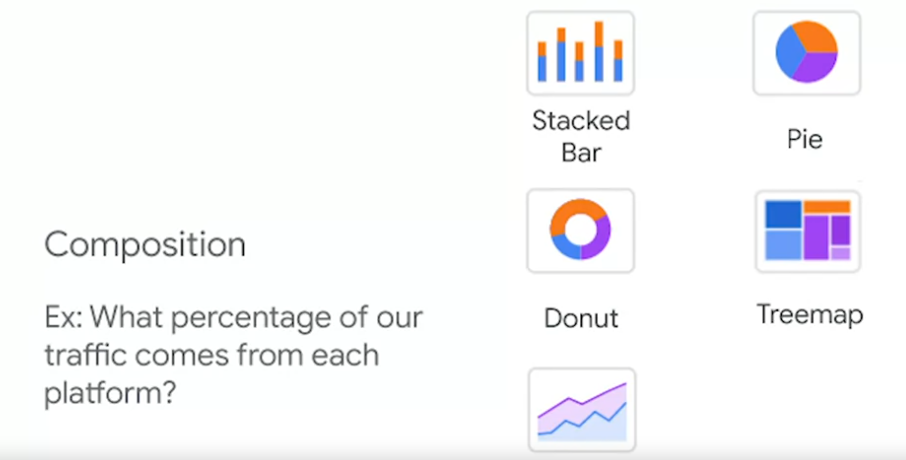 Stacked
Bar
Pie
Composition
Ex: What percentage of our
traffic comes from each
platform?
Donut
Treemap